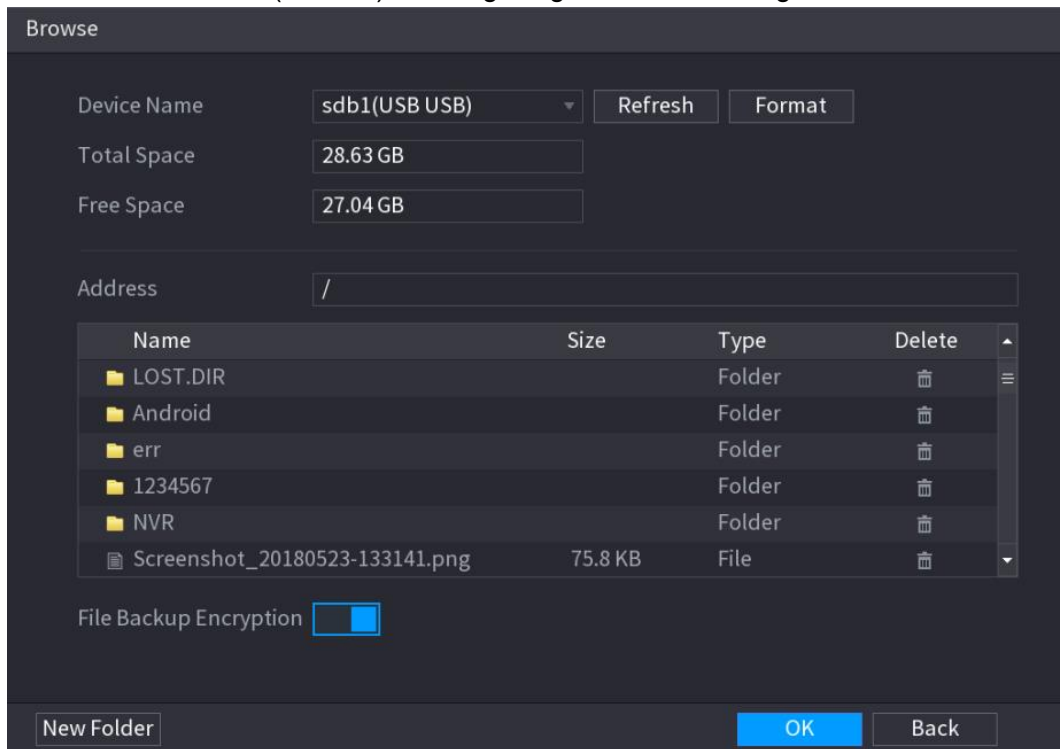 Browse
Device Name sdb1(USB USB) Refresh Format
Total Space 28.63 GB
Free Space 27.04 GB
Address /
Name Size Type Delete
LOST.DIR Folder
Android Folder
err Folder
1234567 Folder
NVR Folder
Screenshot_20180523-133141.png 75.8 KB File
File Backup Encryption
New Folder OK Back